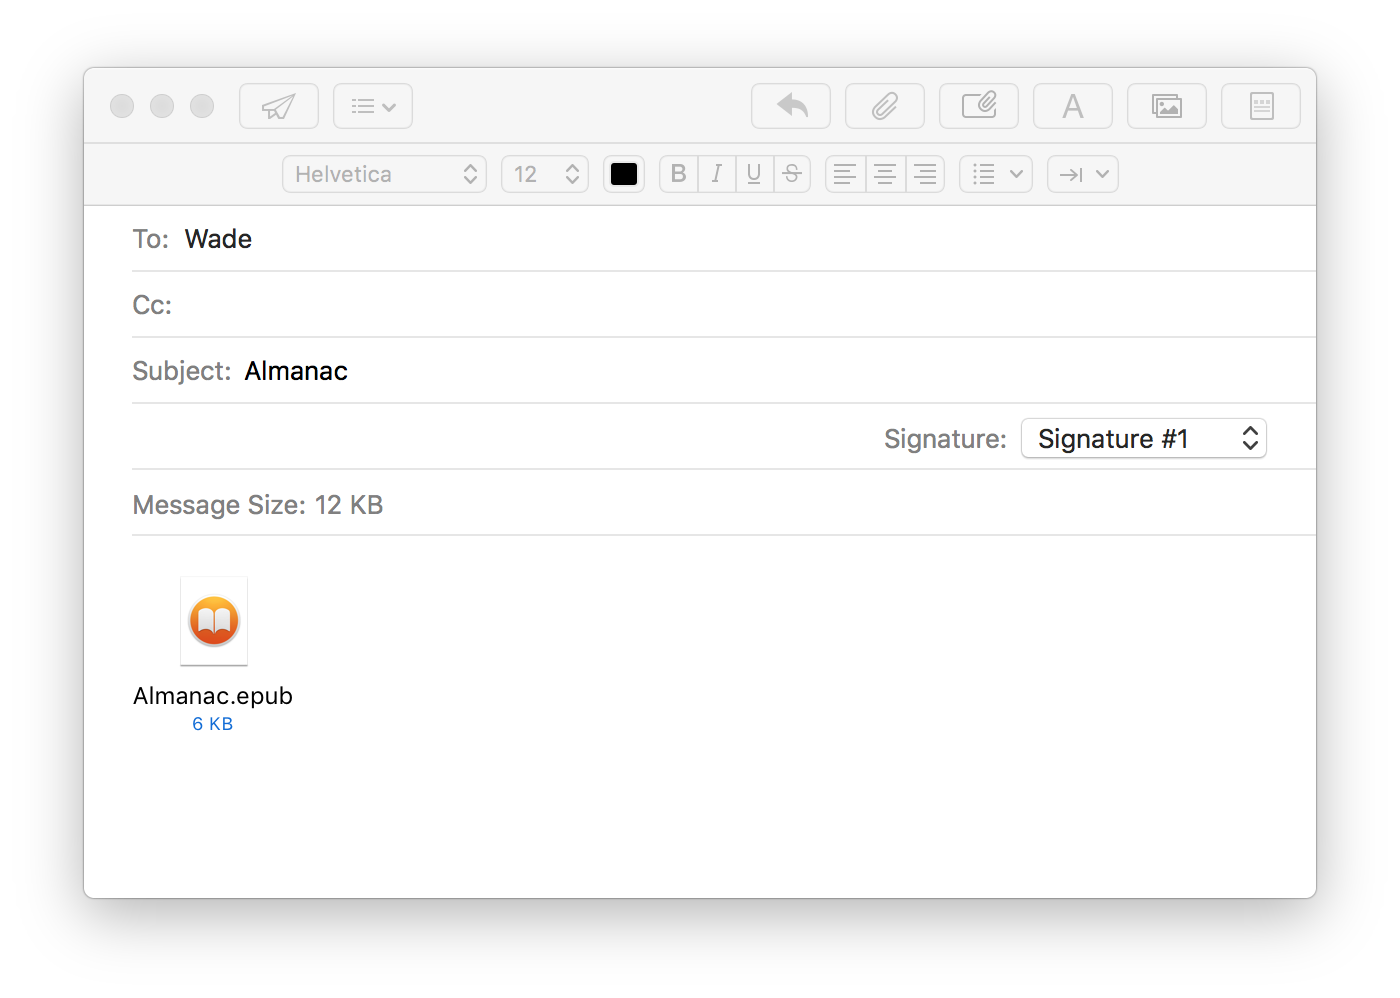 Helvetica 12 B I U S
To: Wade
Cc:
Subject: Almanac
Signature: Signature #1
Message Size: 12 KB
Almanac.epub
6 KB